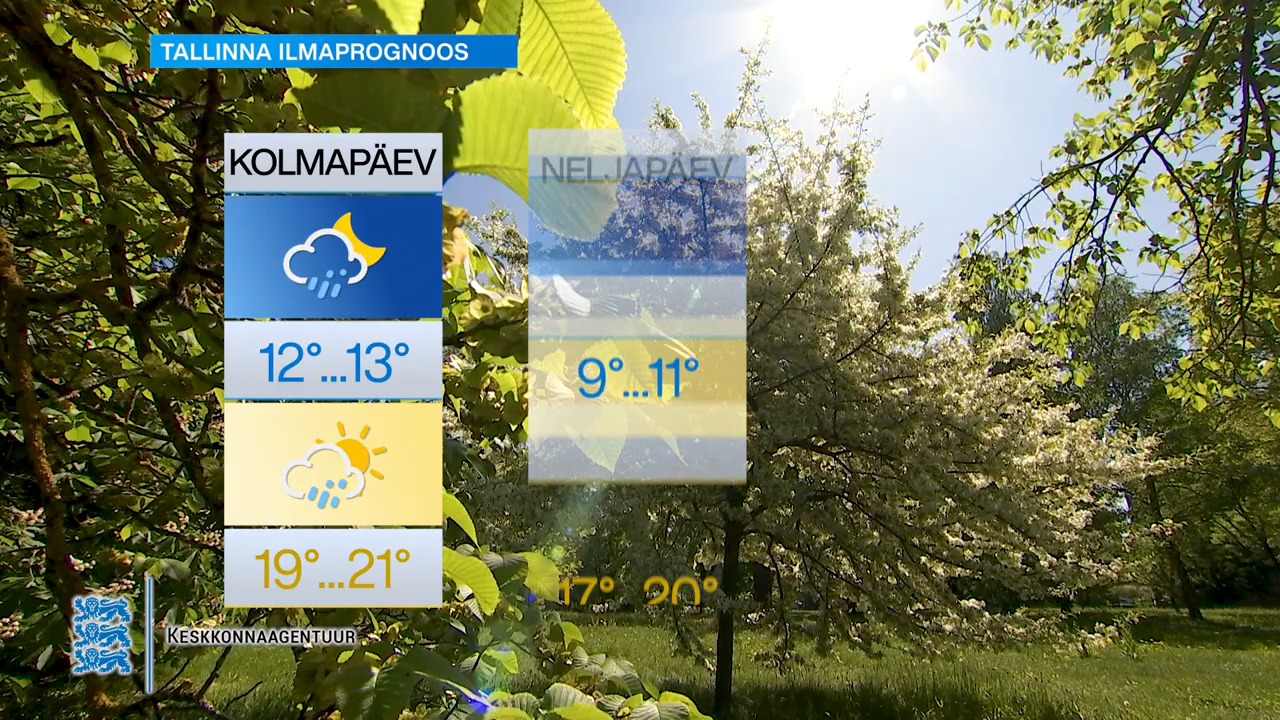 TALLINNA ILMAPROGNOOS
KOLMAPÄEV
12°...13°
19°...21°
NELJAPÄEV
9°...11°
17° 20°
KESKKONNAAGENTUUR